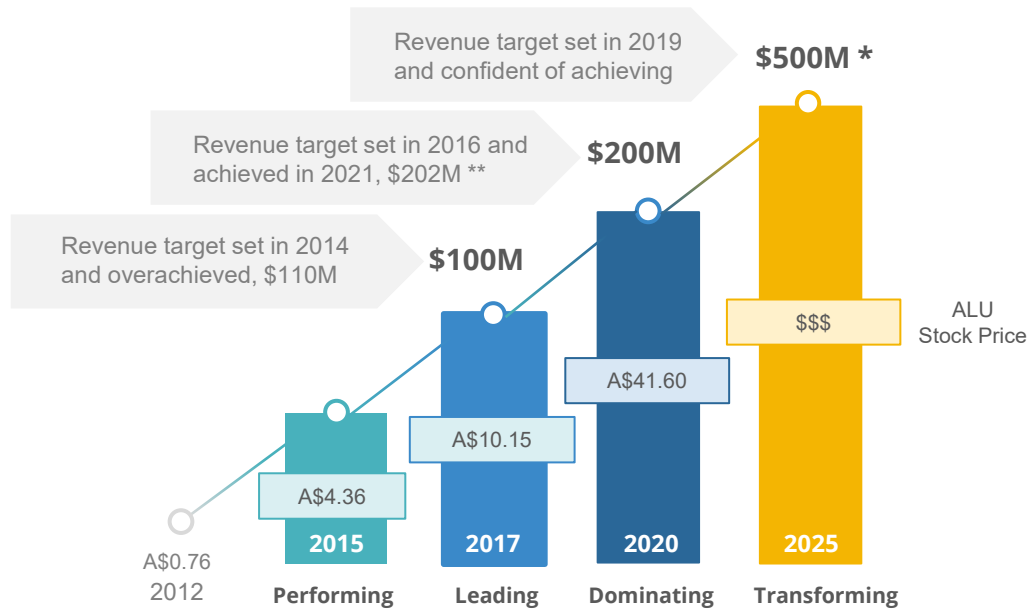 Revenue target set in 2019
and confident of achieving
$500M *
Revenue target set in 2016 and
achieved in 2021, $202M **
$200M
Revenue target set in 2014
and overachieved, $110M
$100M
ALU
Stock Price
$$$
A$41.60
A$10.15
A$4.36
A$0.76
2012
2015
2017
2020
2025
Performing
Leading
Dominating
Transforming